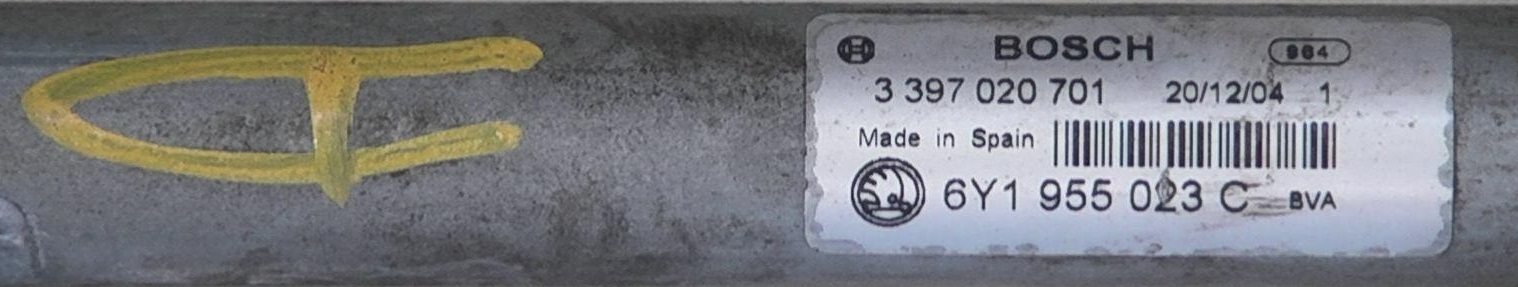 BOSCH 984
3 397 020 701 20/12/04 1
Made in Spain
6Y1 955 023 C BVA